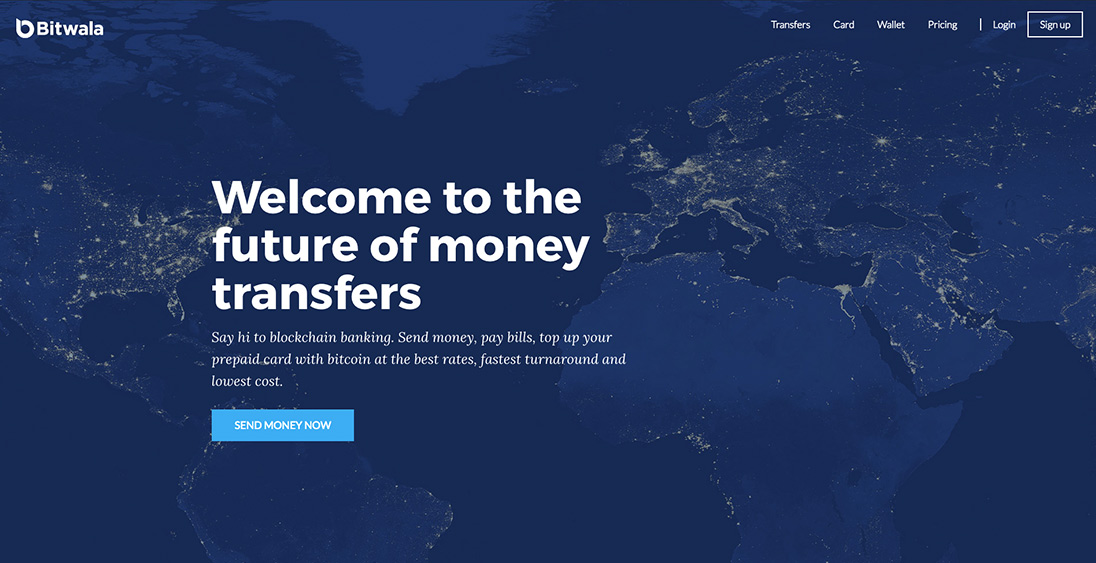 Bitwala
Transfers Card Wallet Pricing | Login Sign up
Welcome to the
future of money
transfers
Say hi to blockchain banking. Send money, pay bills, top up your
prepaid card with bitcoin at the best rates, fastest turnaround and
lowest cost.
SEND MONEY NOW